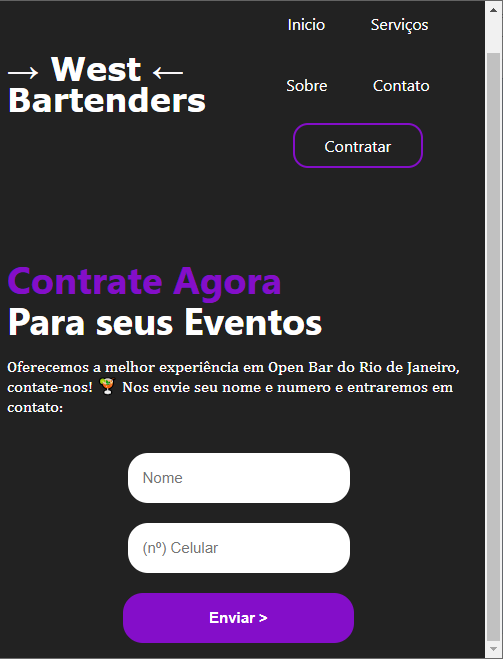 Inicio Serviços
→ West ←
Bartenders
Sobre Contato
Contratar
Contrate Agora
Para seus Eventos
Oferecemos a melhor experiência em Open Bar do Rio de Janeiro,
contate-nos! 🍹 Nos envie seu nome e numero e entraremos em
contato:
Nome
(nº) Celular
Enviar >